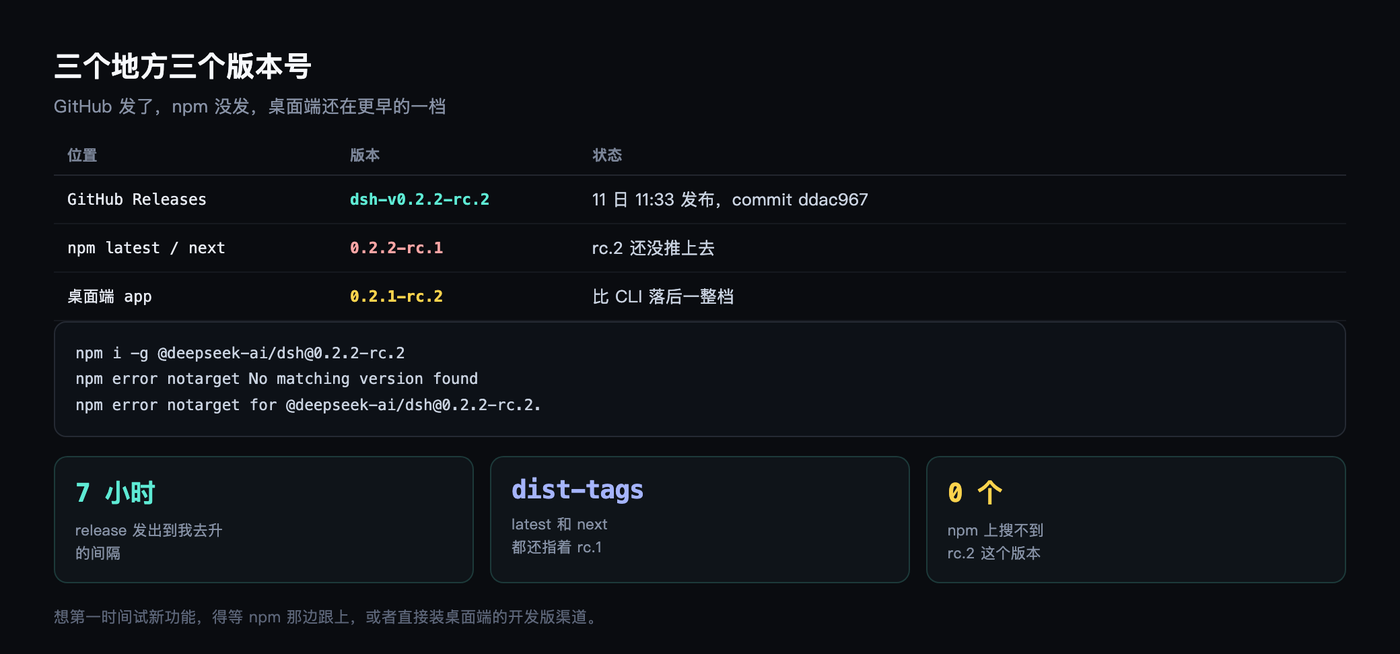 三个地方三个版本号
GitHub 发了，npm 没发，桌面端还在更早的一档
位置 版本 状态
GitHub Releases dsh-v0.2.2-rc.2 11 日 11:33 发布，commit ddac967
npm latest / next 0.2.2-rc.1 rc.2 还没推上去
桌面端 app 0.2.1-rc.2 比 CLI 落后一整档
npm i -g @deepseek-ai/dsh@0.2.2-rc.2
npm error notarget No matching version found
npm error notarget for @deepseek-ai/dsh@0.2.2-rc.2.
7 小时
release 发出到我去升
的间隔
dist-tags
latest 和 next
都还指着 rc.1
0 个
npm 上搜不到
rc.2 这个版本
想第一时间试新功能，得等 npm 那边跟上，或者直接装桌面端的开发版渠道。